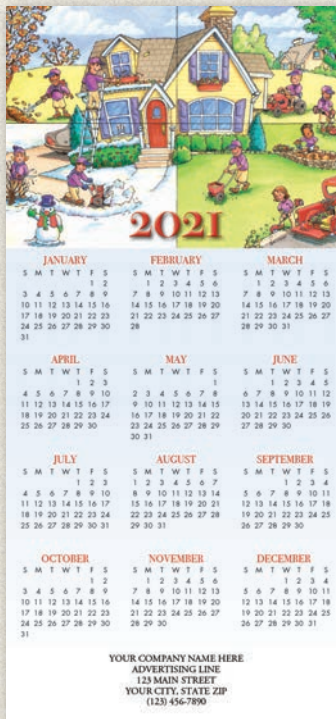 2021
JANUARY FEBRUARY MARCH
S M T W T F S S M T W T F S S M T W T F S
1 2 1 2 3 4 5 6 1 2 3 4 5 6
3 4 5 6 7 8 9 7 8 9 10 11 12 13 7 8 9 10 11 12 13
10 11 12 13 14 15 16 14 15 16 17 18 19 20 14 15 16 17 18 19 20
17 18 19 20 21 22 23 21 22 23 24 25 26 27 21 22 23 24 25 26 27
24 25 26 27 28 29 30 28 28 29 30 31
31
APRIL MAY JUNE
S M T W T F S S M T W T F S S M T W T F S
1 2 3 1 1 2 3 4 5
4 5 6 7 8 9 10 2 3 4 5 6 7 8 6 7 8 9 10 11 12
11 12 13 14 15 16 17 9 10 11 12 13 14 15 13 14 15 16 17 18 19
18 19 20 21 22 23 24 16 17 18 19 20 21 22 20 21 22 23 24 25 26
25 26 27 28 29 30 23 24 25 26 27 28 29 27 28 29 30
30 31
JULY AUGUST SEPTEMBER
S M T W T F S S M T W T F S S M T W T F S
1 2 3 1 2 3 4 5 6 7 1 2 3 4
4 5 6 7 8 9 10 8 9 10 11 12 13 14 5 6 7 8 9 10 11
11 12 13 14 15 16 17 15 16 17 18 19 20 21 12 13 14 15 16 17 18
18 19 20 21 22 23 24 22 23 24 25 26 27 28 19 20 21 22 23 24 25
25 26 27 28 29 30 31 29 30 31 26 27 28 29 30
OCTOBER NOVEMBER DECEMBER
S M T W T F S S M T W T F S S M T W T F S
1 2 1 2 3 4 5 6 1 2 3 4
3 4 5 6 7 8 9 7 8 9 10 11 12 13 5 6 7 8 9 10 11
10 11 12 13 14 15 16 14 15 16 17 18 19 20 12 13 14 15 16 17 18
17 18 19 20 21 22 23 21 22 23 24 25 26 27 19 20 21 22 23 24 25
24 25 26 27 28 29 30 28 29 30 26 27 28 29 30 31
31
YOUR COMPANY NAME HERE
ADVERTISING LINE
123 MAIN STREET
YOUR CITY, STATE ZIP
(123) 456-7890